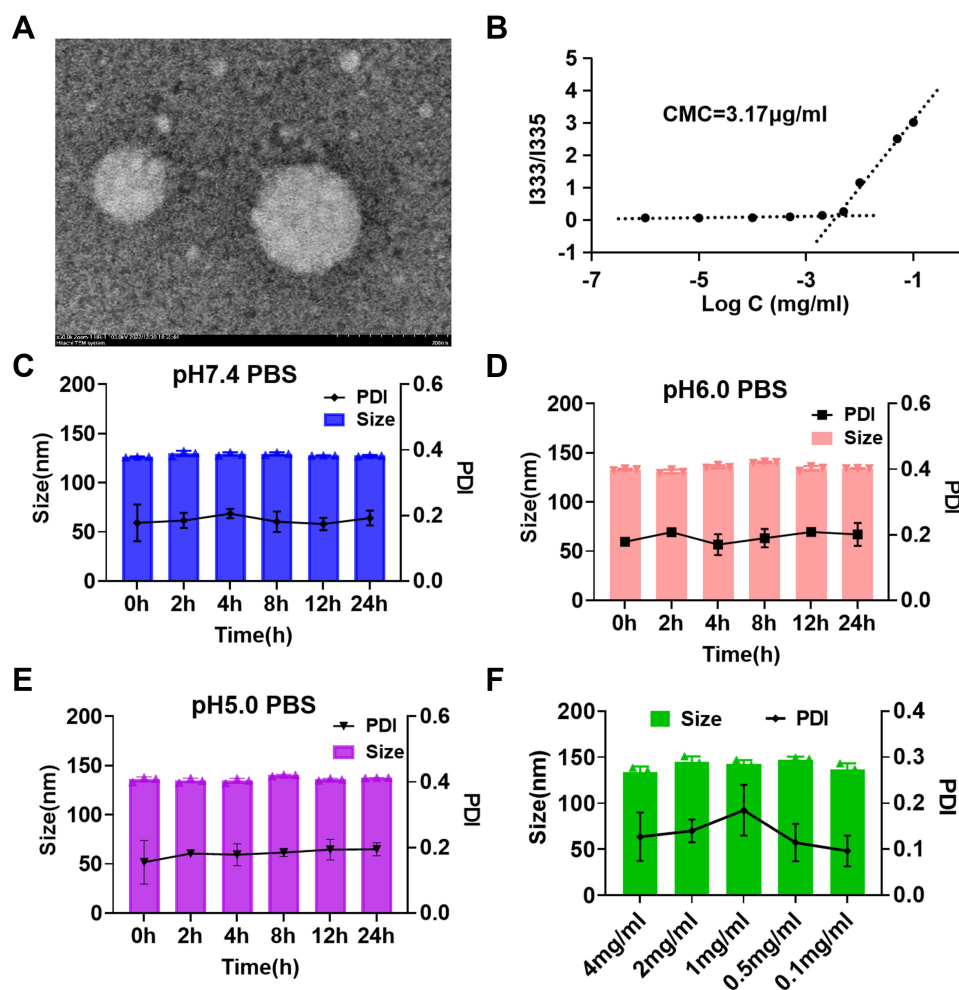 A
B
CMC=3.17μg/ml
I333/I335
5
4
3
2
1
0
-1
-7
-5
-3
-1
Log C (mg/ml)
Hitachi TEM system.
200nm
C
pH7.4 PBS
PDI
Size
Size(nm)
200
150
100
50
0
0.6
0.4
0.2
0.0
PDI
0h 2h 4h 8h 12h 24h
Time(h)
D
pH6.0 PBS
PDI
Size
Size(nm)
200
150
100
50
0
0.6
0.4
0.2
0.0
PDI
0h 2h 4h 8h 12h 24h
Time(h)
E
pH5.0 PBS
PDI
Size
Size(nm)
200
150
100
50
0
0.6
0.4
0.2
0.0
PDI
0h 2h 4h 8h 12h 24h
Time(h)
F
Size PDI
Size(nm)
200
150
100
50
0
0.4
0.3
0.2
0.1
0.0
PDI
4mg/ml 2mg/ml 1mg/ml 0.5mg/ml 0.1mg/ml